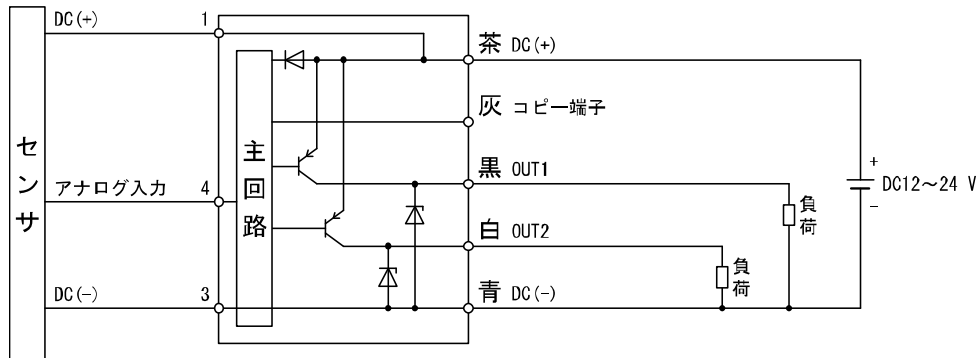 DC(+)
1
茶 DC(+)
灰 コピー端子
センサ
主回路
黒 OUT1
+
DC12～24 V
-
アナログ入力
4
負荷
白 OUT2
負荷
DC(-)
3
青 DC(-)